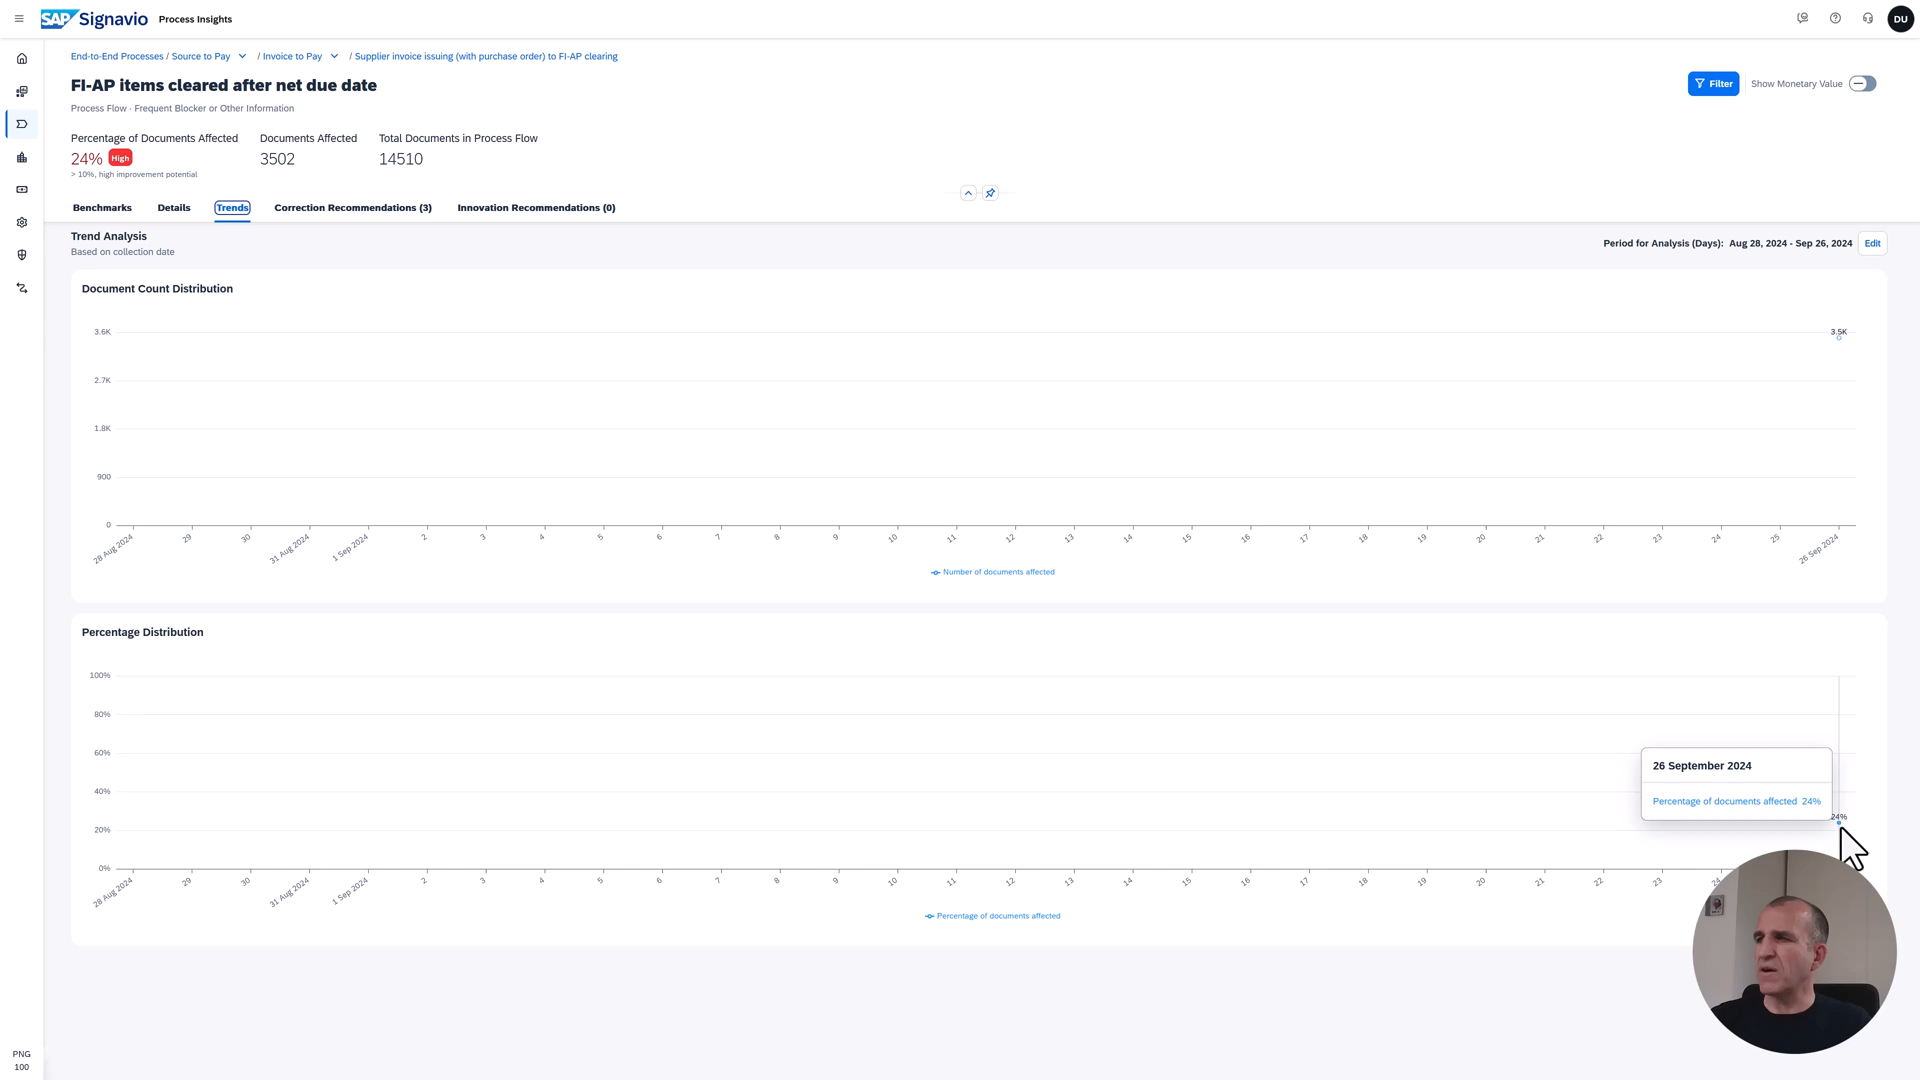 SAP Signavio Process Insights
DU
End-to-End Processes / Source to Pay / Invoice to Pay / Supplier invoice issuing (with purchase order) to FI-AP clearing
FI-AP items cleared after net due date
Filter
Show Monetary Value
Process Flow · Frequent Blocker or Other Information
Percentage of Documents Affected
Documents Affected
Total Documents in Process Flow
24% High
3502
14510
> 10%, high improvement potential
Benchmarks
Details
Trends
Correction Recommendations (3)
Innovation Recommendations (0)
Trend Analysis
Based on collection date
Period for Analysis (Days): Aug 28, 2024 - Sep 26, 2024
Edit
Document Count Distribution
3.6K
3.5K
2.7K
1.8K
900
0
28 Aug 2024 29 30 31 Aug 2024 1 Sep 2024 2 3 4 5 6 7 8 9 10 11 12 13 14 15 16 17 18 19 20 21 22 23 24 25 26 Sep 2024
Number of documents affected
Percentage Distribution
100%
80%
60%
40%
20%
0%
26 September 2024
Percentage of documents affected 24%
24%
28 Aug 2024 29 30 31 Aug 2024 1 Sep 2024 2 3 4 5 6 7 8 9 10 11 12 13 14 15 16 17 18 19 20 21 22 23 24
Percentage of documents affected
PNG
100